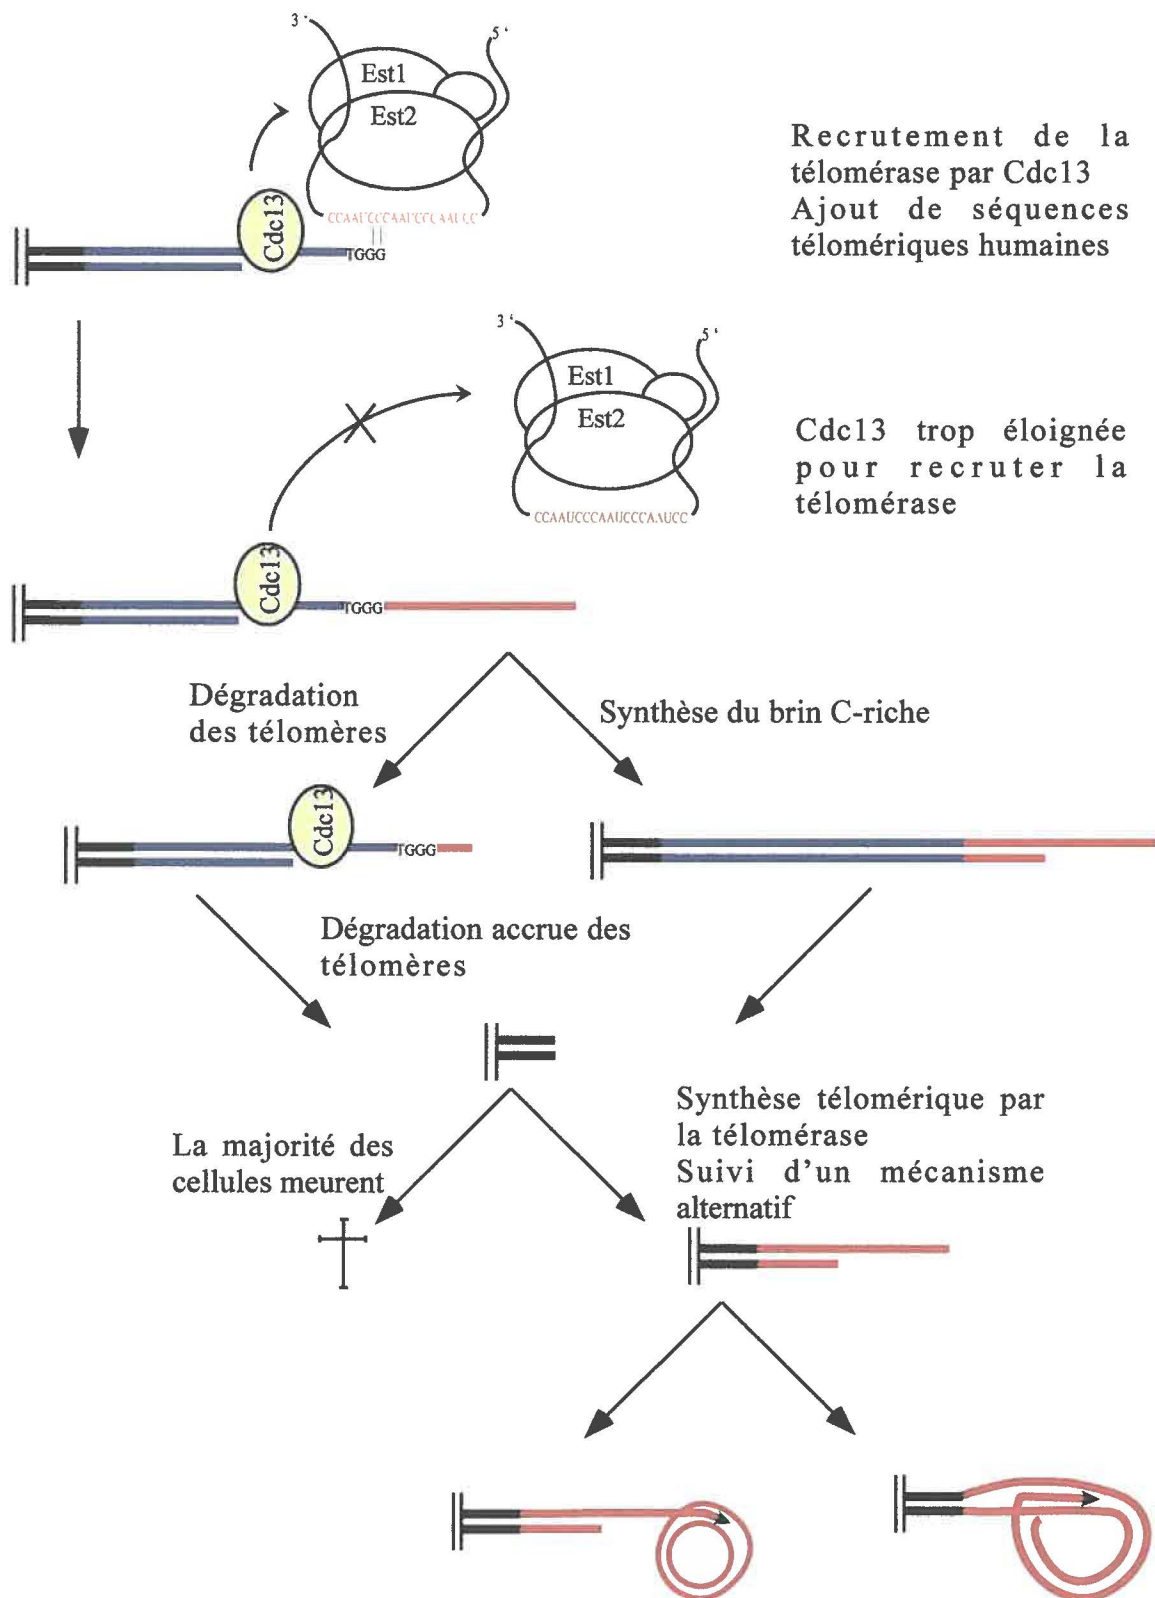 3 ‘
5 ‘
Est1
Est2
Recrutement de la
télomérase par Cdc13
Ajout de séquences
télomériques humaines
Cdc13
CCAAUCCCAAUCCCAAUCC
TGGG
3 ‘
5 ‘
Est1
Est2
Cdc13 trop éloignée
pour recruter la
télomérase
CCAAUCCCAAUCCCAAUCC
Cdc13
TGGG
Dégradation
des télomères
Synthèse du brin C-riche
Cdc13
TGGG
Dégradation accrue des
télomères
La majorité des
cellules meurent
Synthèse télomérique par
la télomérase
Suivi d’un mécanisme
alternatif